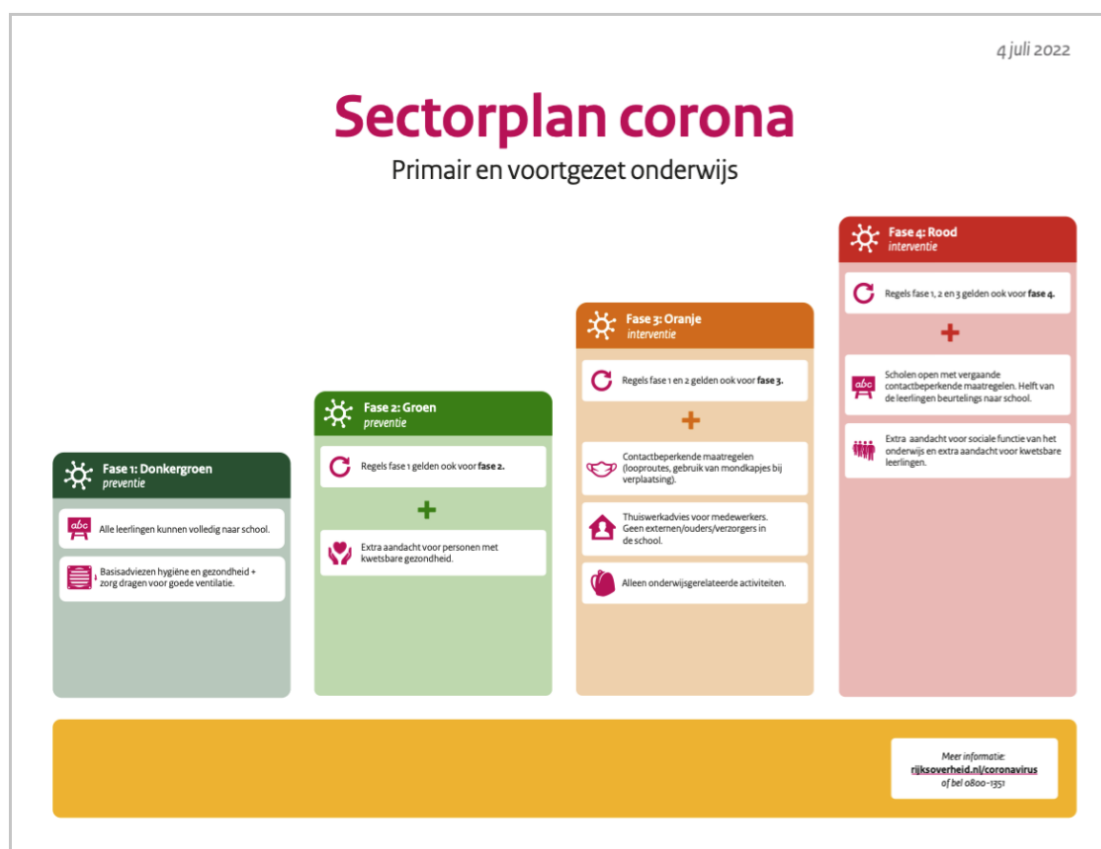 4 juli 2022
Sectorplan corona
Primair en voortgezet onderwijs
Fase 1: Donkergroen
preventie
abc
Alle leerlingen kunnen volledig naar school.
Basisadviezen hygiëne en gezondheid +
zorg dragen voor goede ventilatie.
Fase 2: Groen
preventie
Regels fase 1 gelden ook voor fase 2.
+
Extra aandacht voor personen met
kwetsbare gezondheid.
Fase 3: Oranje
interventie
Regels fase 1 en 2 gelden ook voor fase 3.
+
Contactbeperkende maatregelen
(looproutes, gebruik van mondkapjes bij
verplaatsing).
Thuiswerkadvies voor medewerkers.
Geen externen/ouders/verzorgers in
de school.
Alleen onderwijsgerelateerde activiteiten.
Fase 4: Rood
interventie
Regels fase 1, 2 en 3 gelden ook voor fase 4.
+
abc
Scholen open met vergaande
contactbeperkende maatregelen. Helft van
de leerlingen beurtelings naar school.
Extra aandacht voor sociale functie van het
onderwijs en extra aandacht voor kwetsbare
leerlingen.
Meer informatie:
rijksoverheid.nl/coronavirus
of bel 0800-1351